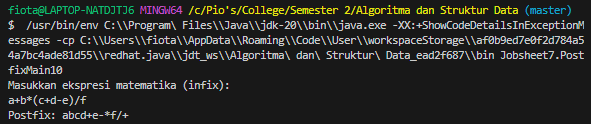 fiota@LAPTOP-NATDJTJ6 MINGW64 /c/Pio's/College/Semester 2/Algoritma dan Struktur Data (master)
$  /usr/bin/env C:\\Program\ Files\\Java\\jdk-20\\bin\\java.exe -XX:+ShowCodeDetailsInExceptionM
essages -cp C:\\Users\\fiota\\AppData\\Roaming\\Code\\User\\workspaceStorage\\af0b9ed7e0f2d784a5
4a7bc4ade81d55\\redhat.java\\jdt_ws\\Algoritma\ dan\ Struktur\ Data_ead2f687\\bin Jobsheet7.Post
fixMain10
Masukkan ekspresi matematika (infix):
a+b*(c+d-e)/f
Postfix: abcd+e-*f/+